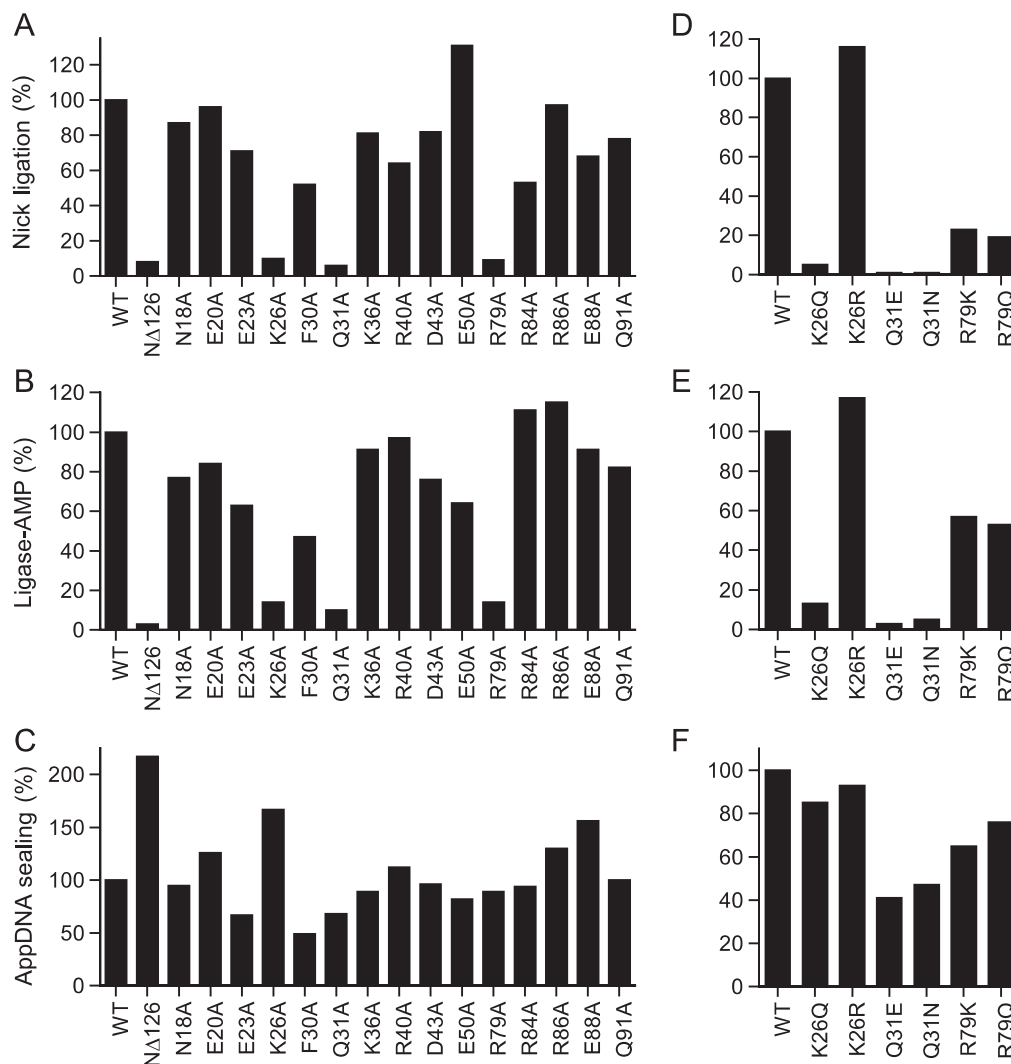 A
Nick ligation (%)
120
100
80
60
40
20
0
WT
NΔ126
N18A
E20A
E23A
K26A
F30A
Q31A
K36A
R40A
D43A
E50A
R79A
R84A
R86A
E88A
Q91A
D
120
100
80
60
40
20
0
WT
K26Q
K26R
Q31E
Q31N
R79K
R79Q
B
Ligase-AMP (%)
120
100
80
60
40
20
0
WT
NΔ126
N18A
E20A
E23A
K26A
F30A
Q31A
K36A
R40A
D43A
E50A
R79A
R84A
R86A
E88A
Q91A
E
120
100
80
60
40
20
0
WT
K26Q
K26R
Q31E
Q31N
R79K
R79Q
C
AppDNA sealing (%)
200
150
100
50
0
WT
NΔ126
N18A
E20A
E23A
K26A
F30A
Q31A
K36A
R40A
D43A
E50A
R79A
R84A
R86A
E88A
Q91A
F
100
80
60
40
20
0
WT
K26Q
K26R
Q31E
Q31N
R79K
R79Q